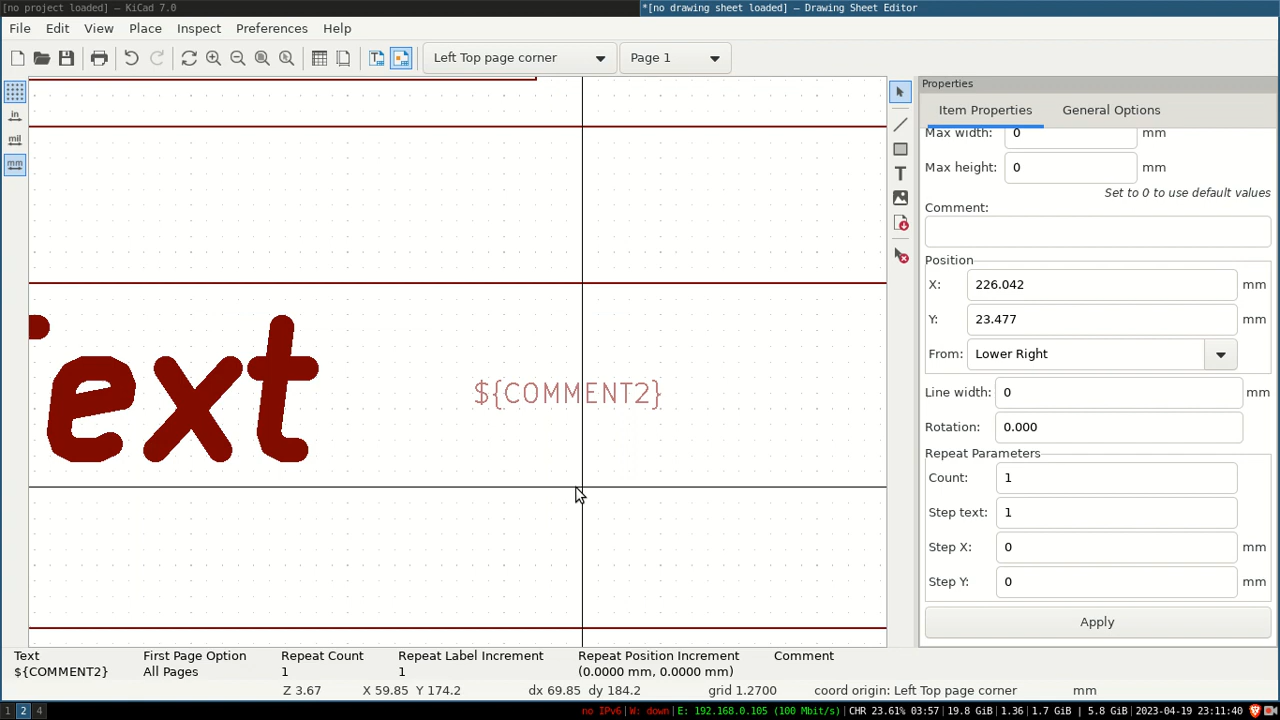 [no project loaded] — KiCad 7.0
*[no drawing sheet loaded] — Drawing Sheet Editor
File Edit View Place Inspect Preferences Help
Left Top page corner Page 1
Properties
Item Properties General Options
in
mil
mm
Max width: 0 mm
Max height: 0 mm
Set to 0 to use default values
Comment:
Position
X: 226.042 mm
Y: 23.477 mm
From: Lower Right
Line width: 0 mm
Rotation: 0.000
Repeat Parameters
Count: 1
Step text: 1
Step X: 0 mm
Step Y: 0 mm
Apply
Text
${COMMENT2}
Text First Page Option Repeat Count Repeat Label Increment Repeat Position Increment Comment
${COMMENT2} All Pages 1 1 (0.0000 mm, 0.0000 mm)
Z 3.67 X 59.85 Y 174.2 dx 69.85 dy 184.2 grid 1.2700 coord origin: Left Top page corner mm
1 2 4 no IPv6|W: down|E: 192.168.0.105 (100 Mbit/s)|CHR 23.61% 03:57|19.8 GiB|1.36|1.7 GiB | 5.8 GiB|2023-04-19 23:11:40